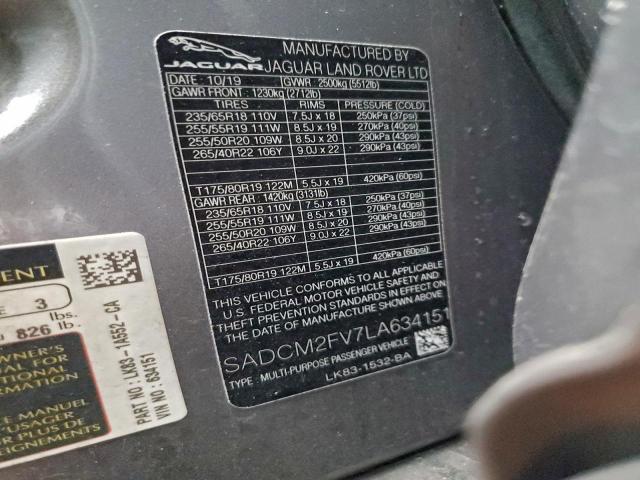 JAGUAR
MANUFACTURED BY
JAGUAR LAND ROVER LTD
DATE : 10/19 GVWR : 2500kg (5512lb)
GAWR FRONT : 1230kg (2712lb)
TIRES RIMS PRESSURE (COLD)
235/65R18 110V 7.5J x 18 250kPa (37psi)
255/55R19 111W 8.5J x 19 270kPa (40psi)
255/50R20 109W 8.5J x 20 290kPa (43psi)
265/40R22 106Y 9.0J x 22 290kPa (43psi)
T175/80R19 122M 5.5J x 19 420kPa (60psi)
GAWR REAR : 1420kg (3131lb)
235/65R18 110V 7.5J x 18 250kPa (37psi)
255/55R19 111W 8.5J x 19 270kPa (40psi)
255/50R20 109W 8.5J x 20 290kPa (43psi)
265/40R22 106Y 9.0J x 22 290kPa (43psi)
T175/80R19 122M 5.5J x 19 420kPa (60psi)
THIS VEHICLE CONFORMS TO ALL APPLICABLE
U.S. FEDERAL MOTOR VEHICLE SAFETY AND
THEFT PREVENTION STANDARDS IN EFFECT ON
THE DATE OF MANUFACTURE SHOWN ABOVE.
SADCM2FV7LA634151
TYPE : MULTI-PURPOSE PASSENGER VEHICLE
LK83-1532-BA
ENT
E 3
lbs.
826 lb.
OWNER'S
MANUAL FOR
ADDITIONAL
INFORMATION
LE MANUEL
USAGER
PLUS DE
SEIGNEMENTS
PART NO : LK83-1A552-CA
VIN NO : 634151